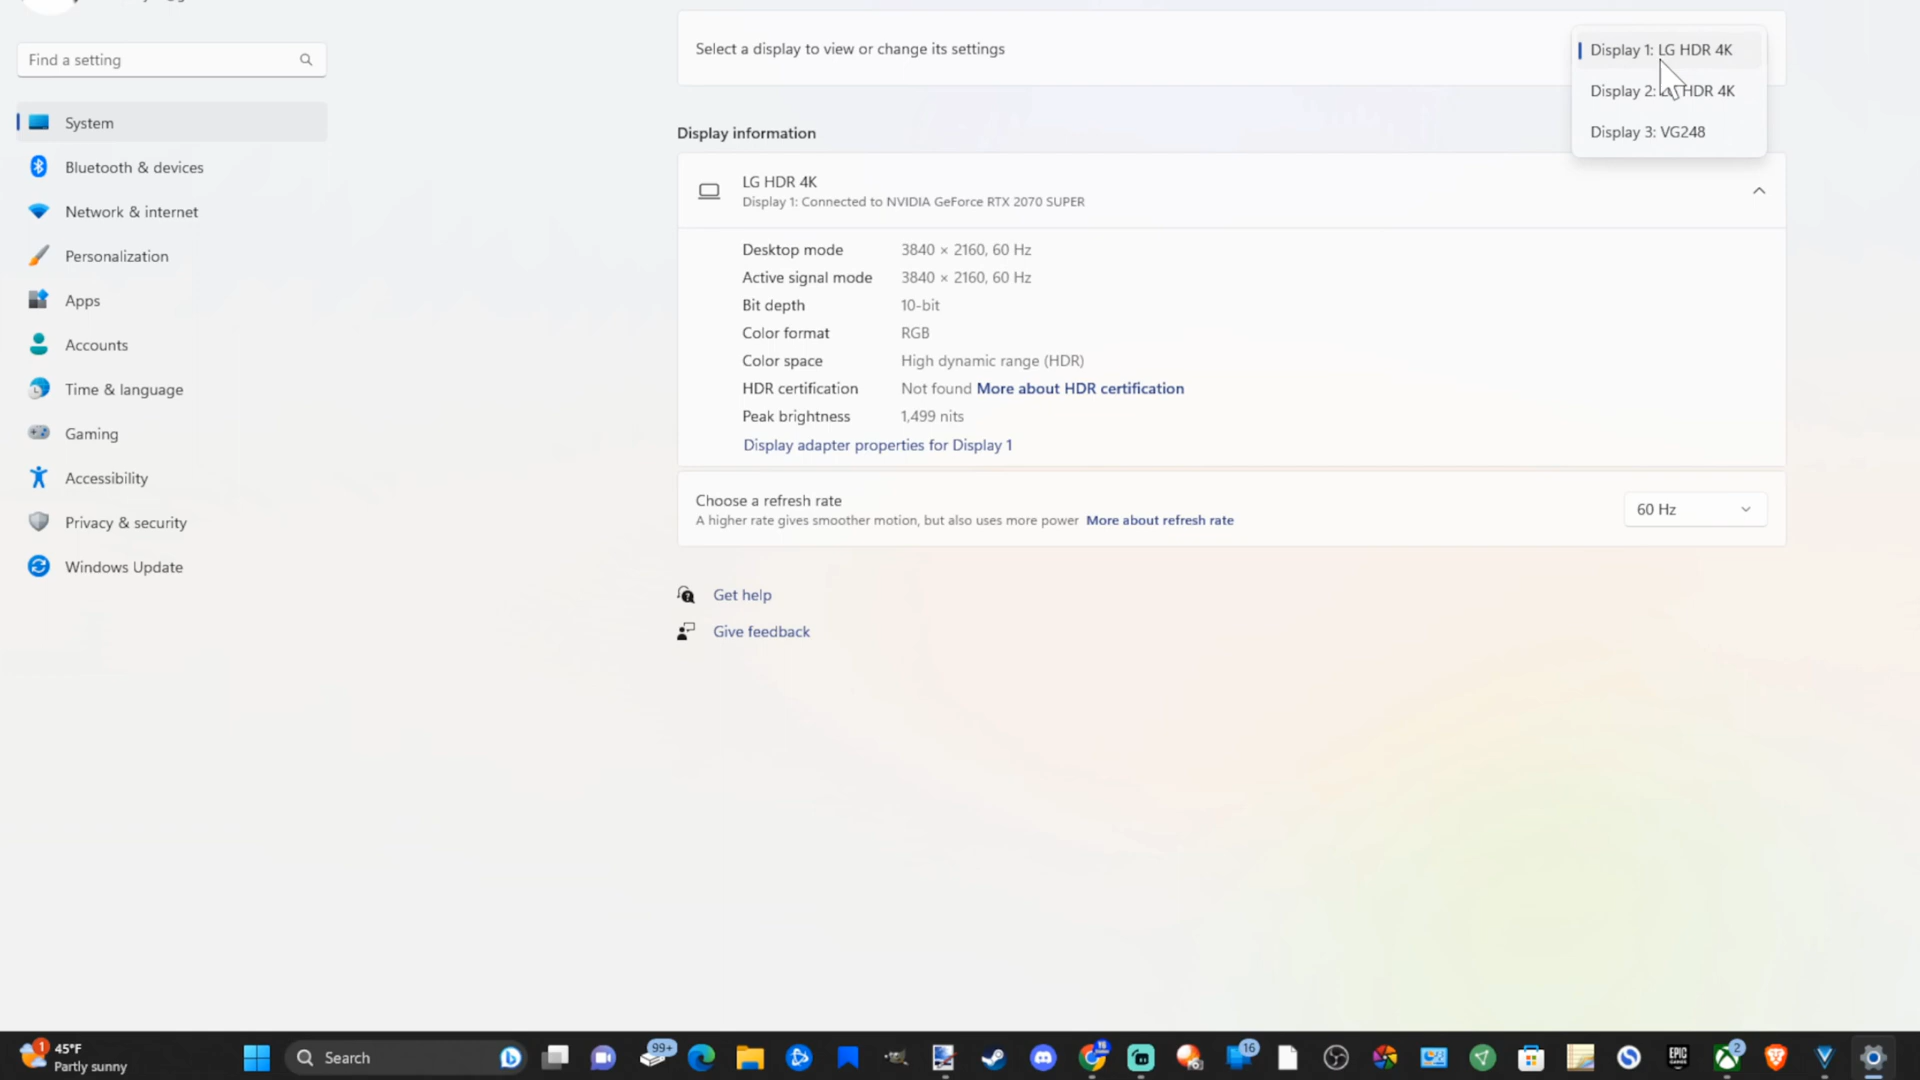 Find a setting
System
Bluetooth & devices
Network & internet
Personalization
Apps
Accounts
Time & language
Gaming
Accessibility
Privacy & security
Windows Update
Select a display to view or change its settings
Display 1: LG HDR 4K
Display 2: HDR 4K
Display 3: VG248
Display information
LG HDR 4K
Display 1: Connected to NVIDIA GeForce RTX 2070 SUPER
Desktop mode 3840 × 2160, 60 Hz
Active signal mode 3840 × 2160, 60 Hz
Bit depth 10-bit
Color format RGB
Color space High dynamic range (HDR)
HDR certification Not found More about HDR certification
Peak brightness 1,499 nits
Display adapter properties for Display 1
Choose a refresh rate
A higher rate gives smoother motion, but also uses more power More about refresh rate
60 Hz
Get help
Give feedback
1
45°F
Partly sunny
Search
99+
16
16
EPIC
GAMES
2